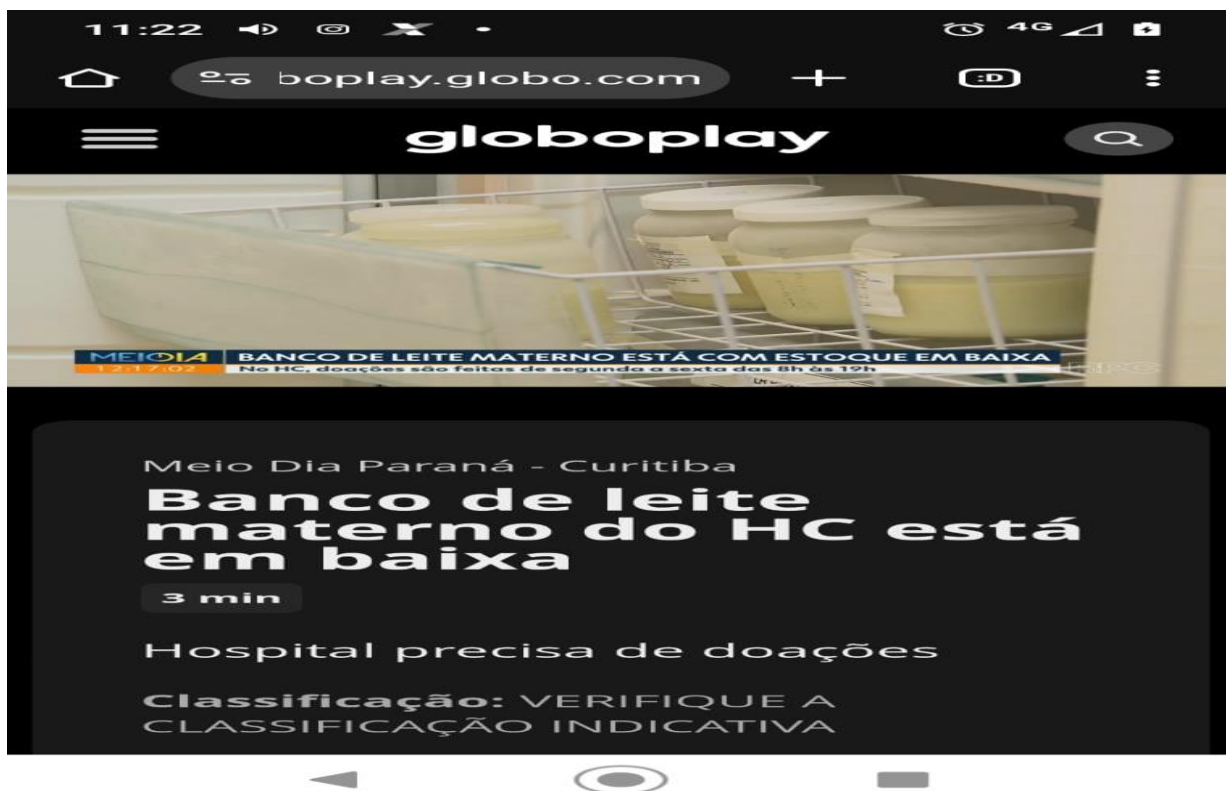 11:22
4G
boplay.globo.com
:D
globoplay
MEIODIA
BANCO DE LEITE MATERNO ESTÁ COM ESTOQUE EM BAIXA
12:17:02
No HC, doações são feitas de segunda a sexta das 8h às 19h
Meio Dia Paraná - Curitiba
Banco de leite
materno do HC está
em baixa
3 min
Hospital precisa de doações
Classificação: VERIFIQUE A
CLASSIFICAÇÃO INDICATIVA